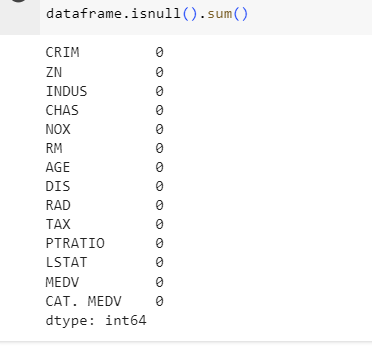 dataframe.isnull().sum()
CRIM 0
ZN 0
INDUS 0
CHAS 0
NOX 0
RM 0
AGE 0
DIS 0
RAD 0
TAX 0
PTRATIO 0
LSTAT 0
MEDV 0
CAT. MEDV 0
dtype: int64